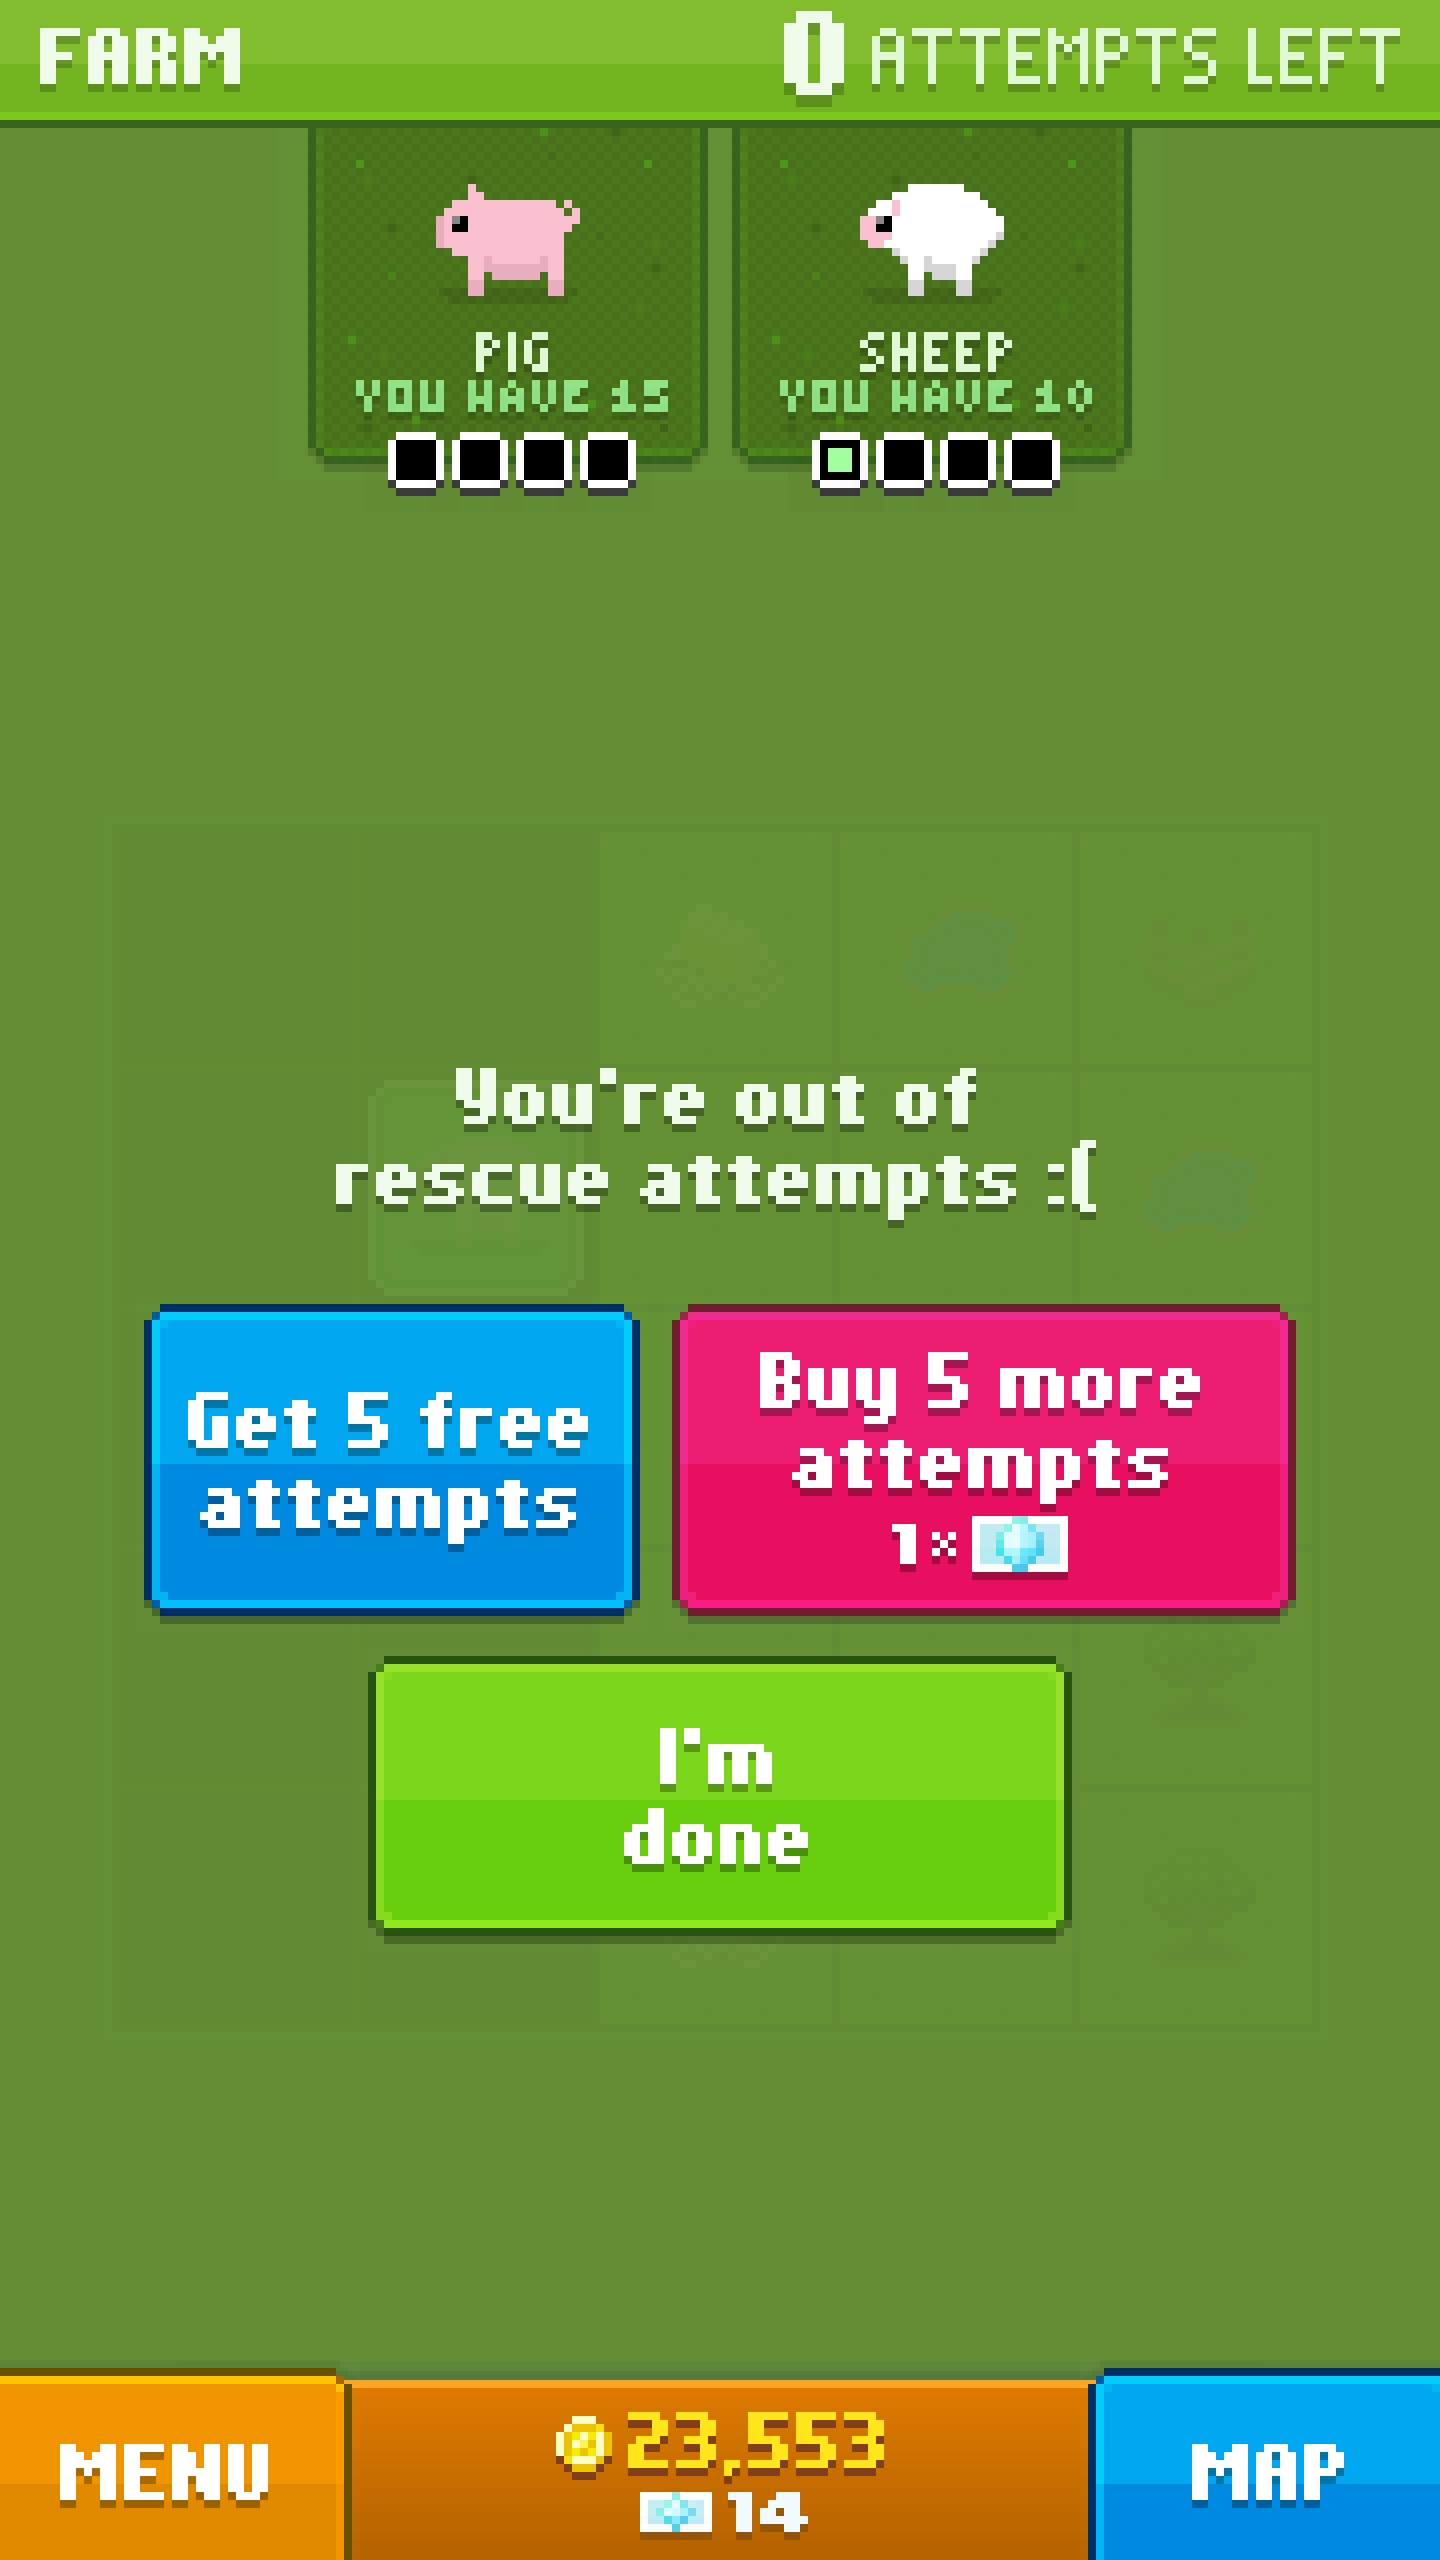 FARM
0 ATTEMPTS LEFT
PIG
YOU HAVE 15
SHEEP
YOU HAVE 10
You're out of
rescue attempts :(
Get 5 free
attempts
Buy 5 more
attempts
1×
I'm
done
MENU
23,553
14
MAP